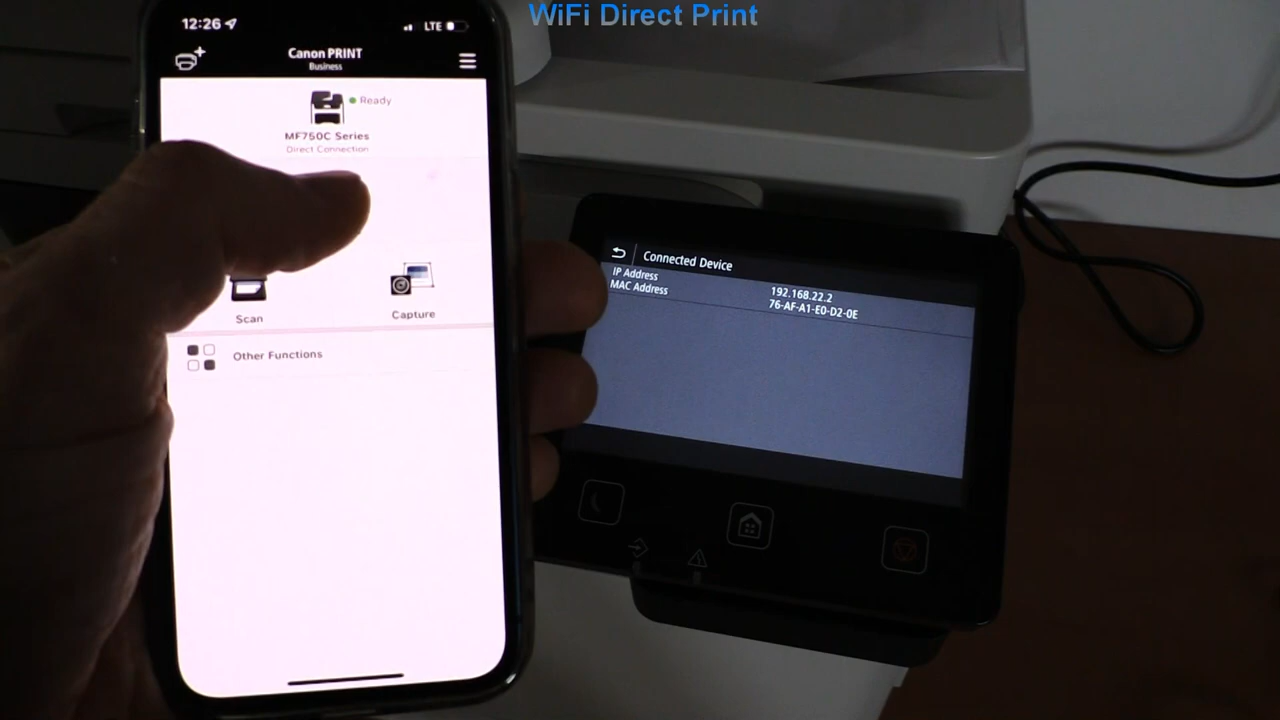 WiFi Direct Print
12:26
LTE
Canon PRINT
Business
Ready
MF750C Series
Direct Connection
Scan
Capture
Other Functions
Connected Device
IP Address 192.168.22.2
MAC Address 76-AF-A1-E0-D2-0E